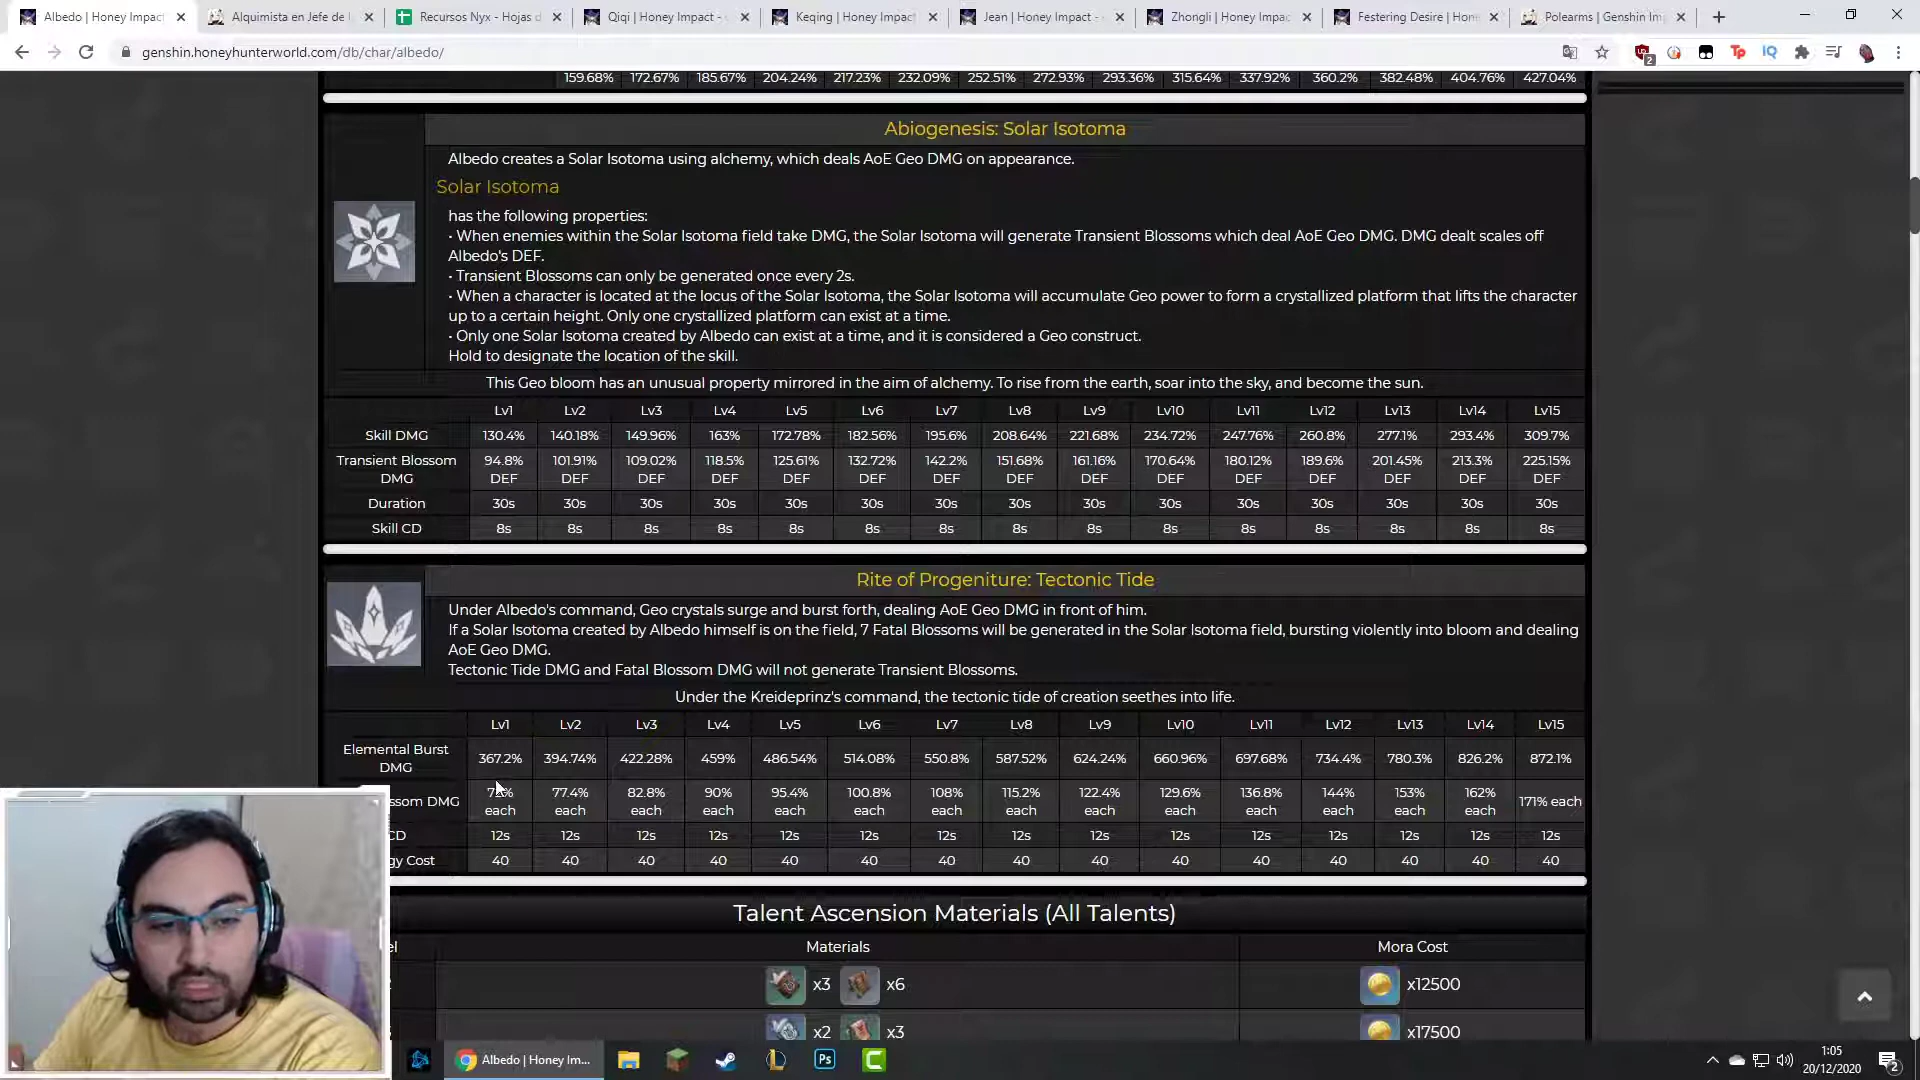 Albedo | Honey Impac
Alquimista en Jefe de
Recursos Nyx - Hojas d
Qiqi | Honey Impact -
Keqing | Honey Impact
Jean | Honey Impact -
Zhongli | Honey Impac
Festering Desire | Hon
Polearms | Genshin Im
genshin.honeyhunterworld.com/db/char/albedo/
159.68% 172.67% 185.67% 204.24% 217.23% 232.09% 252.51% 272.93% 293.36% 315.64% 337.92% 360.2% 382.48% 404.76% 427.04%
Abiogenesis: Solar Isotoma
Albedo creates a Solar Isotoma using alchemy, which deals AoE Geo DMG on appearance.
Solar Isotoma
has the following properties:
· When enemies within the Solar Isotoma field take DMG, the Solar Isotoma will generate Transient Blossoms which deal AoE Geo DMG. DMG dealt scales off
Albedo's DEF.
· Transient Blossoms can only be generated once every 2s.
· When a character is located at the locus of the Solar Isotoma, the Solar Isotoma will accumulate Geo power to form a crystallized platform that lifts the character
up to a certain height. Only one crystallized platform can exist at a time.
· Only one Solar Isotoma created by Albedo can exist at a time, and it is considered a Geo construct.
Hold to designate the location of the skill.
This Geo bloom has an unusual property mirrored in the aim of alchemy. To rise from the earth, soar into the sky, and become the sun.
Lv1 Lv2 Lv3 Lv4 Lv5 Lv6 Lv7 Lv8 Lv9 Lv10 Lv11 Lv12 Lv13 Lv14 Lv15
Skill DMG 130.4% 140.18% 149.96% 163% 172.78% 182.56% 195.6% 208.64% 221.68% 234.72% 247.76% 260.8% 277.1% 293.4% 309.7%
Transient Blossom 94.8% 101.91% 109.02% 118.5% 125.61% 132.72% 142.2% 151.68% 161.16% 170.64% 180.12% 189.6% 201.45% 213.3% 225.15%
DMG DEF DEF DEF DEF DEF DEF DEF DEF DEF DEF DEF DEF DEF DEF DEF
Duration 30s 30s 30s 30s 30s 30s 30s 30s 30s 30s 30s 30s 30s 30s 30s
Skill CD 8s 8s 8s 8s 8s 8s 8s 8s 8s 8s 8s 8s 8s 8s 8s
Rite of Progeniture: Tectonic Tide
Under Albedo's command, Geo crystals surge and burst forth, dealing AoE Geo DMG in front of him.
If a Solar Isotoma created by Albedo himself is on the field, 7 Fatal Blossoms will be generated in the Solar Isotoma field, bursting violently into bloom and dealing
AoE Geo DMG.
Tectonic Tide DMG and Fatal Blossom DMG will not generate Transient Blossoms.
Under the Kreideprinz's command, the tectonic tide of creation seethes into life.
Lv1 Lv2 Lv3 Lv4 Lv5 Lv6 Lv7 Lv8 Lv9 Lv10 Lv11 Lv12 Lv13 Lv14 Lv15
Elemental Burst
DMG 367.2% 394.74% 422.28% 459% 486.54% 514.08% 550.8% 587.52% 624.24% 660.96% 697.68% 734.4% 780.3% 826.2% 872.1%
ssom DMG 77.4% 82.8% 90% 95.4% 100.8% 108% 115.2% 122.4% 129.6% 136.8% 144% 153% 162% 171% each
each each each each each each each each each each each each each each
CD 12s 12s 12s 12s 12s 12s 12s 12s 12s 12s 12s 12s 12s 12s 12s
gy Cost 40 40 40 40 40 40 40 40 40 40 40 40 40 40 40
Talent Ascension Materials (All Talents)
el Materials Mora Cost
x3 x6 x12500
x2 x3 x17500
Albedo | Honey Im...
1:05
20/12/2020